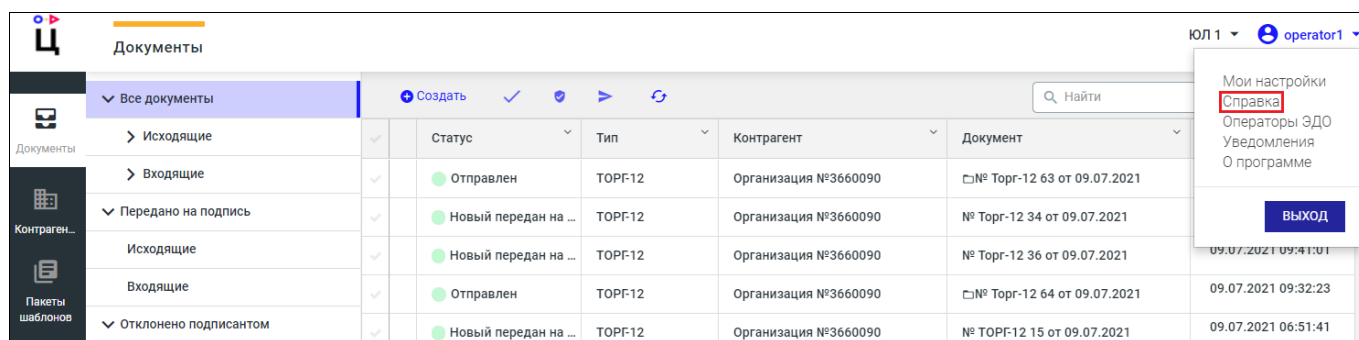 Ц
Документы
ЮЛ 1
operator1
Мои настройки
Справка
Операторы ЭДО
Уведомления
О программе
ВЫХОД
Документы
Контраген...
Пакеты
шаблонов
Все документы
Исходящие
Входящие
Передано на подпись
Исходящие
Входящие
Отклонено подписантом
Создать
Найти
Статус Тип Контрагент Документ
Отправлен ТОРГ-12 Организация №3660090 № Торг-12 63 от 09.07.2021
Новый передан на ... ТОРГ-12 Организация №3660090 № Торг-12 34 от 09.07.2021
Новый передан на ... ТОРГ-12 Организация №3660090 № Торг-12 36 от 09.07.2021 09.07.2021 09:41:01
Отправлен ТОРГ-12 Организация №3660090 № Торг-12 64 от 09.07.2021 09.07.2021 09:32:23
Новый передан на ... ТОРГ-12 Организация №3660090 № ТОРГ-12 15 от 09.07.2021 09.07.2021 06:51:41